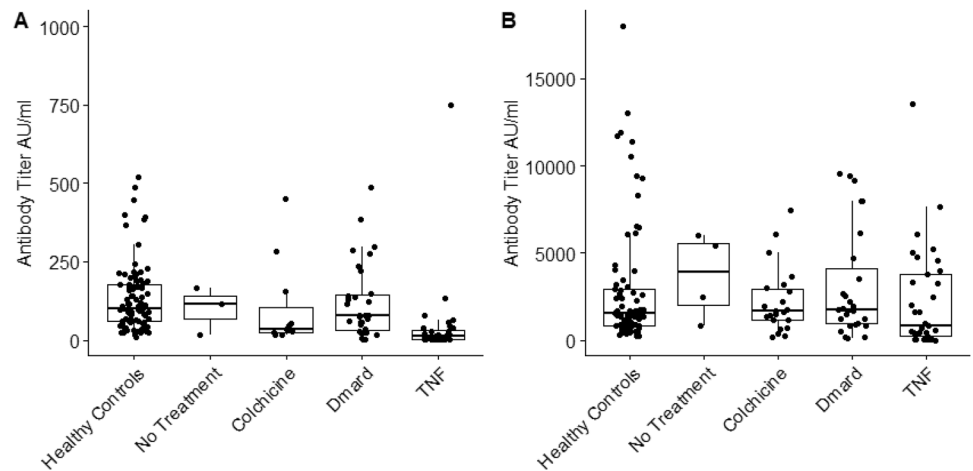 A
Antibody Titer AU/ml
1000
750
500
250
0
Healthy Controls
No Treatment
Colchicine
Dmard
TNF
B
Antibody Titer AU/ml
15000
10000
5000
0
Healthy Controls
No Treatment
Colchicine
Dmard
TNF